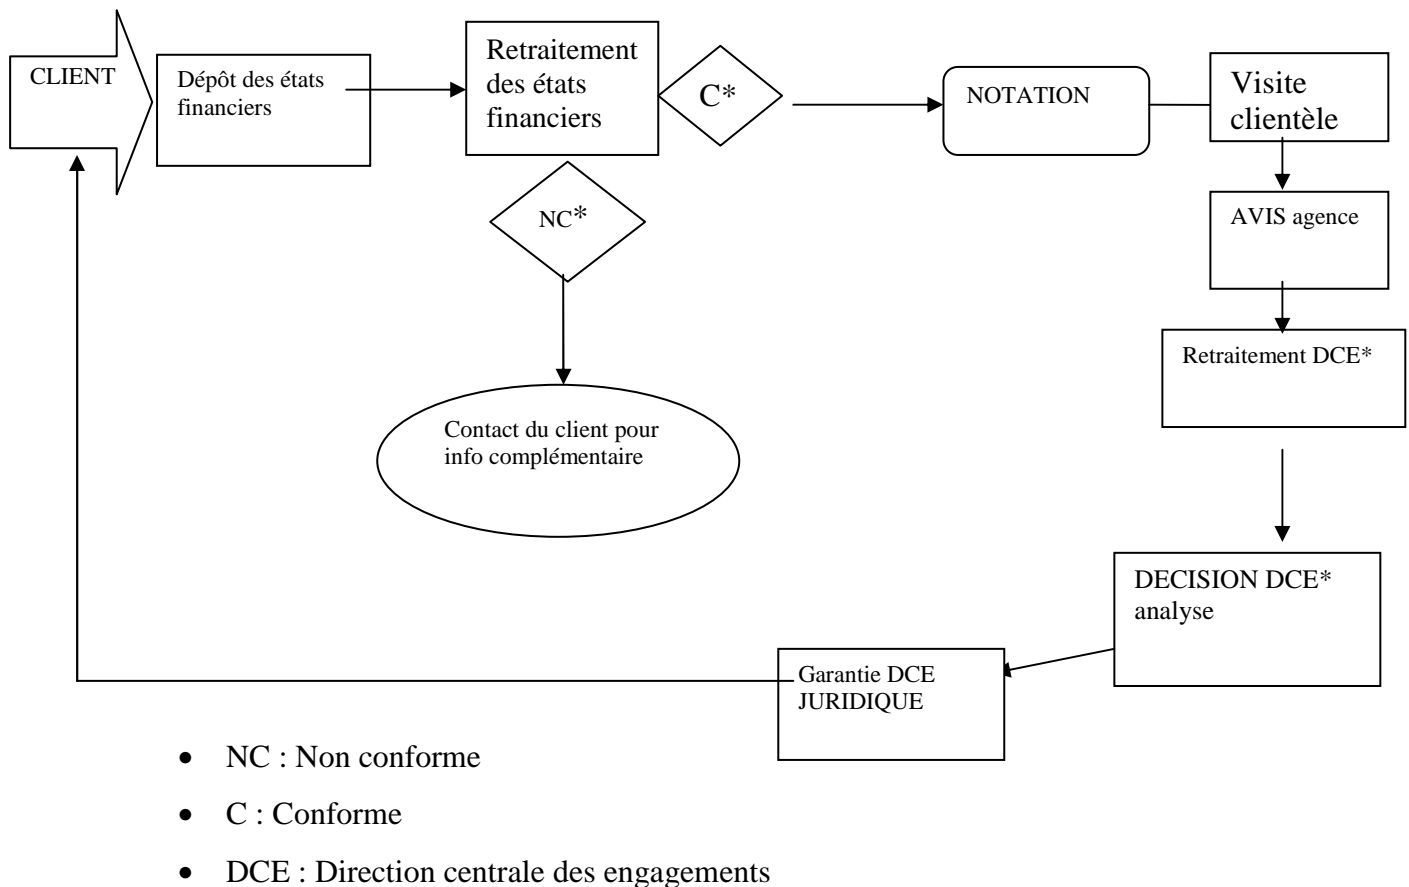 CLIENT
Dépôt des états
financiers
Retraitement
des états
financiers
C*
NOTATION
Visite
clientèle
NC*
AVIS agence
Retraitement DCE*
Contact du client pour
info complémentaire
DECISION DCE*
analyse
Garantie DCE
JURIDIQUE
• NC : Non conforme
• C : Conforme
• DCE : Direction centrale des engagements